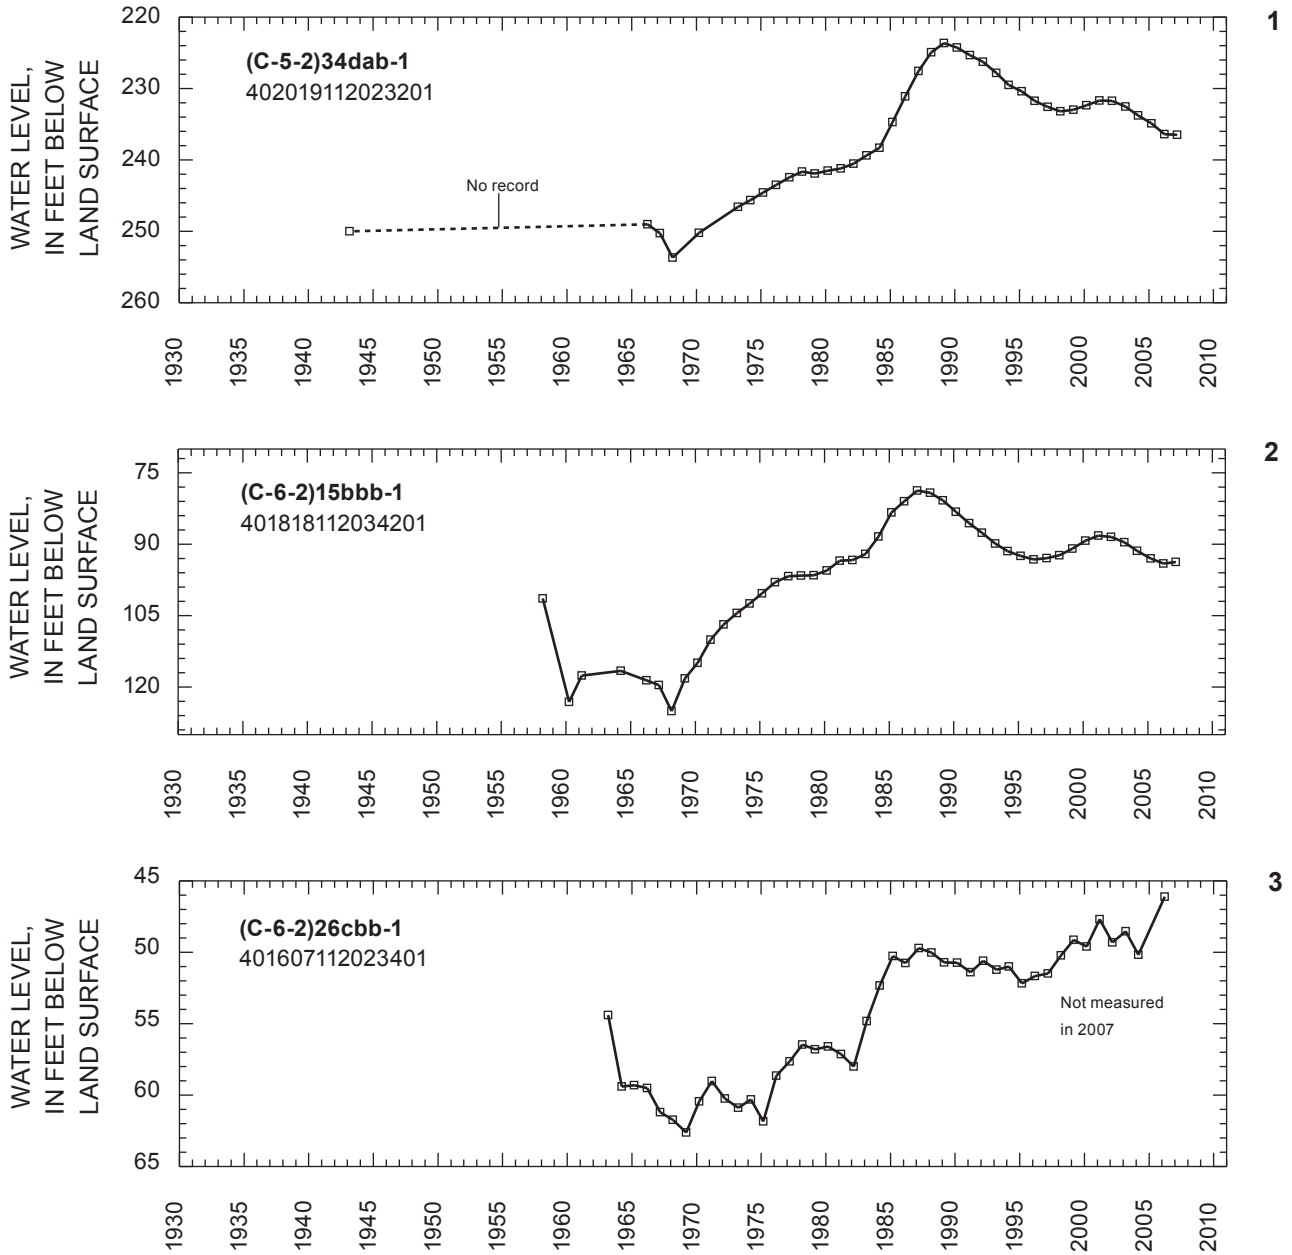 1
220
230
240
250
260
WATER LEVEL,
IN FEET BELOW
LAND SURFACE
(C-5-2)34dab-1
402019112023201
No record
1930 1935 1940 1945 1950 1955 1960 1965 1970 1975 1980 1985 1990 1995 2000 2005 2010
2
75
90
105
120
WATER LEVEL,
IN FEET BELOW
LAND SURFACE
(C-6-2)15bbb-1
401818112034201
1930 1935 1940 1945 1950 1955 1960 1965 1970 1975 1980 1985 1990 1995 2000 2005 2010
3
45
50
55
60
65
WATER LEVEL,
IN FEET BELOW
LAND SURFACE
(C-6-2)26cbb-1
401607112023401
Not measured
in 2007
1930 1935 1940 1945 1950 1955 1960 1965 1970 1975 1980 1985 1990 1995 2000 2005 2010